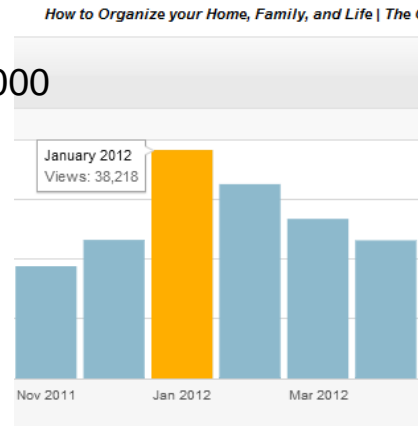 How to Organize your Home, Family, and Life | The
000
January 2012
Views: 38,218
Nov 2011
Jan 2012
Mar 2012